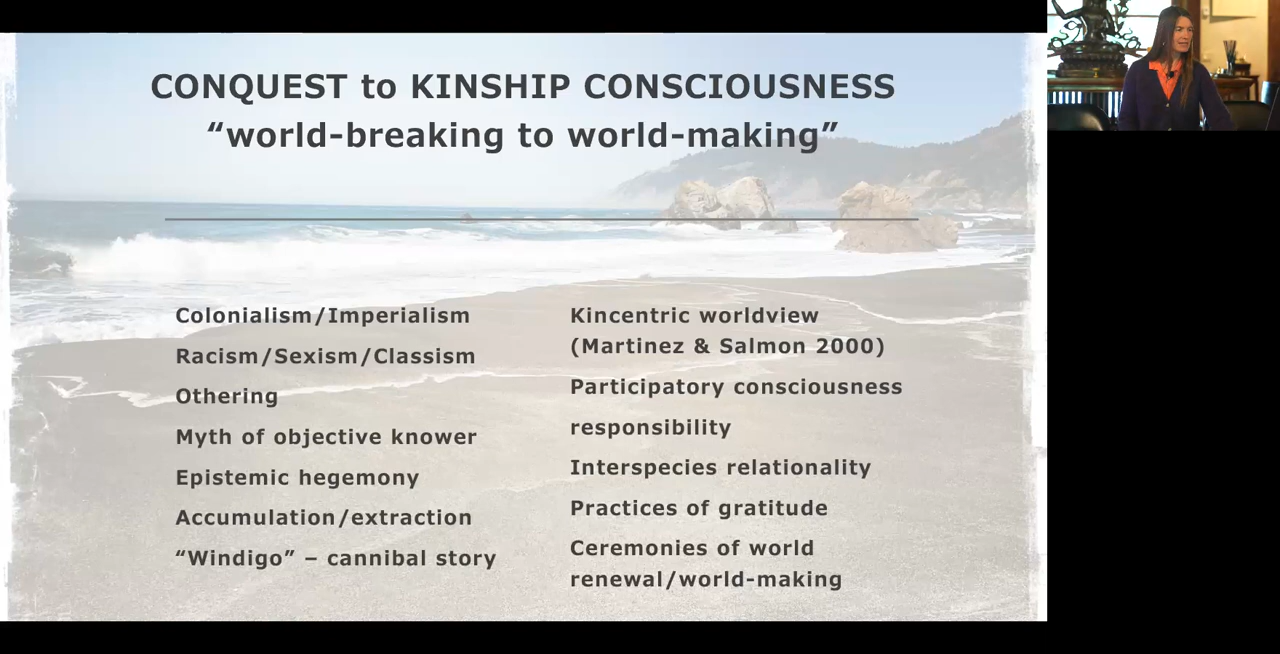 CONQUEST to KINSHIP CONSCIOUSNESS
“world-breaking to world-making”
Colonialism/Imperialism
Racism/Sexism/Classism
Othering
Myth of objective knower
Epistemic hegemony
Accumulation/extraction
“Windigo” – cannibal story
Kincentric worldview
(Martinez & Salmon 2000)
Participatory consciousness
responsibility
Interspecies relationality
Practices of gratitude
Ceremonies of world
renewal/world-making